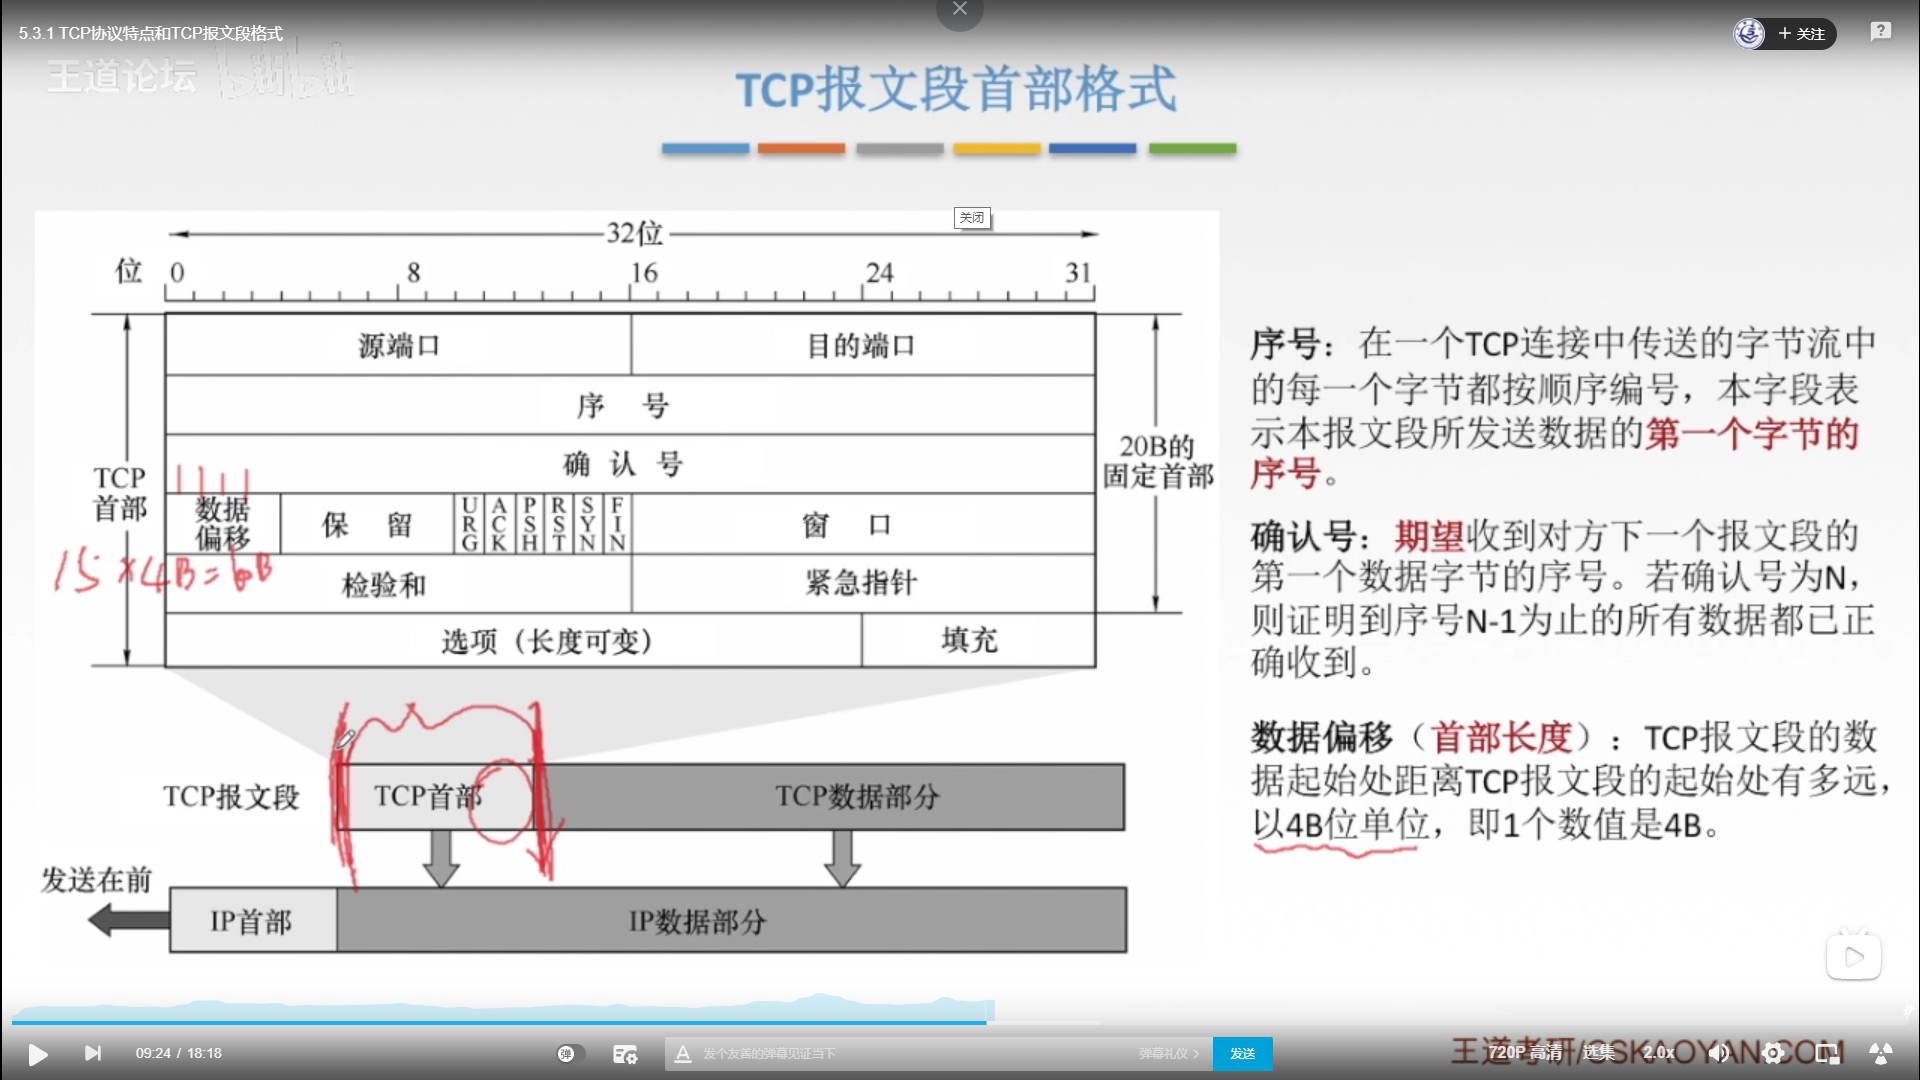 5.3.1 TCP协议特点和TCP报文段格式
关注
王道论坛 bilibili
TCP报文段首部格式
关闭
32位
位 0 8 16 24 31
源端口 目的端口
序 号
确 认 号
TCP
首部
20B的
固定首部
1111
数据
偏移
保 留
URG ACK PSH RST SYN FIN
窗 口
15×4B=60B
检验和 紧急指针
选项（长度可变） 填充
TCP报文段 TCP首部 TCP数据部分
发送在前
IP首部 IP数据部分
序号：在一个TCP连接中传送的字节流中
的每一个字节都按顺序编号，本字段表
示本报文段所发送数据的第一个字节的
序号。
确认号：期望收到对方下一个报文段的
第一个数据字节的序号。若确认号为N，
则证明到序号N-1为止的所有数据都已正
确收到。
数据偏移（首部长度）：TCP报文段的数
据起始处距离TCP报文段的起始处有多远，
以4B位单位，即1个数值是4B。
09:24 / 18:18
弹
发个友善的弹幕见证当下
弹幕礼仪
发送
王道考研/CSKAOYAN.COM
720P 高清 选集 2.0x